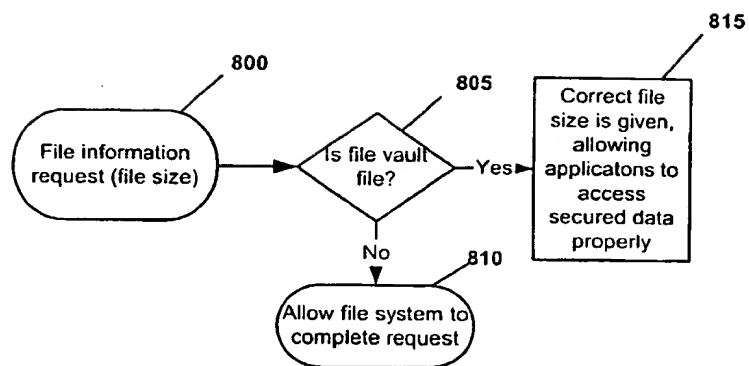 800
File information
request (file size)
805
Is file vault
file?
Yes
815
Correct file
size is given,
allowing
applicatons to
access
secured data
properly
No
810
Allow file system to
complete request